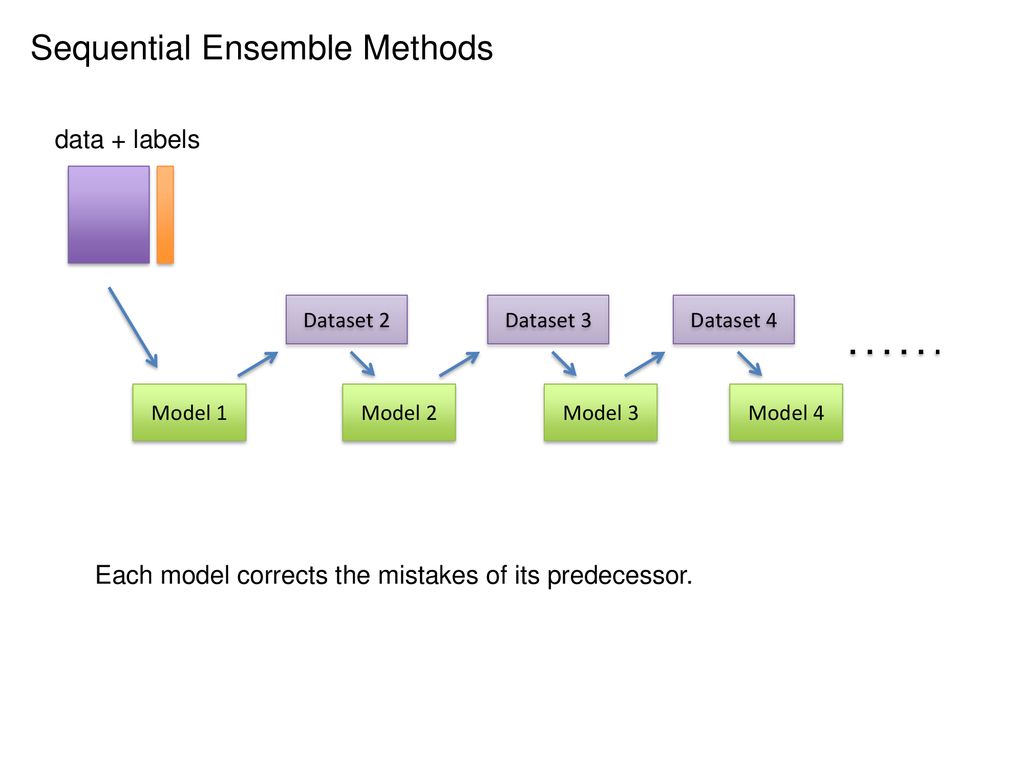 Sequential Ensemble Methods
data + labels
Dataset 2
Dataset 3
Dataset 4
......
Model 1
Model 2
Model 3
Model 4
Each model corrects the mistakes of its predecessor.